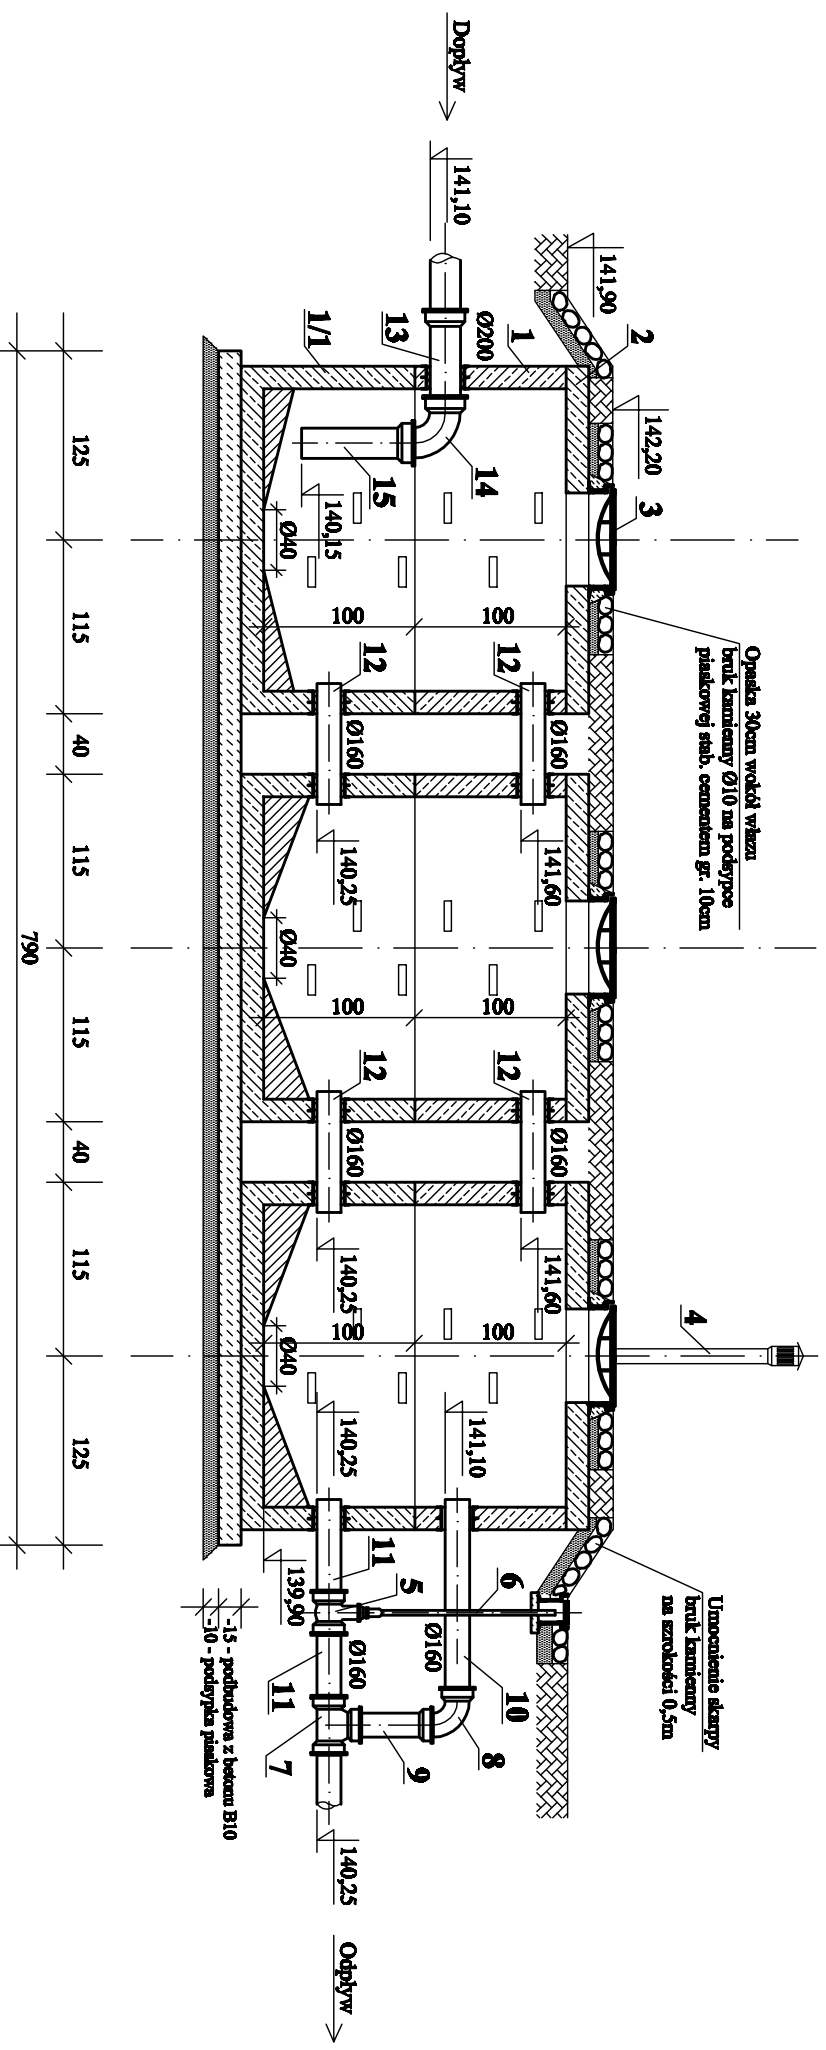 Dopływ
141,10
141,90
Ø200
13
1/1
1
2
142,20
3
14
15
140,15
Ø40
100
100
Opaska 30cm wokół włazu
bruk kamienny Ø10 na podsypce
piaskowej stab. cementem gr. 10cm
12
12
Ø160
Ø160
141,60
140,25
Ø40
100
100
12
12
Ø160
Ø160
141,60
140,25
4
100
100
Ø40
141,10
140,25
139,90
11
5
6
Ø160
Ø160
10
11
7
9
8
Umocnienie skarpy
bruk kamienny
na szrokości 0,5m
-15 - podbudowa z betonu B10
-10 - podsypka piaskowa
140,25
Odpływ
125
115
40
115
115
40
115
125
790